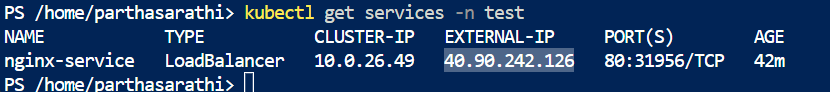 PS /home/parthasarathi> kubectl get services -n test
NAME TYPE CLUSTER-IP EXTERNAL-IP PORT(S) AGE
nginx-service LoadBalancer 10.0.26.49 40.90.242.126 80:31956/TCP 42m
PS /home/parthasarathi>